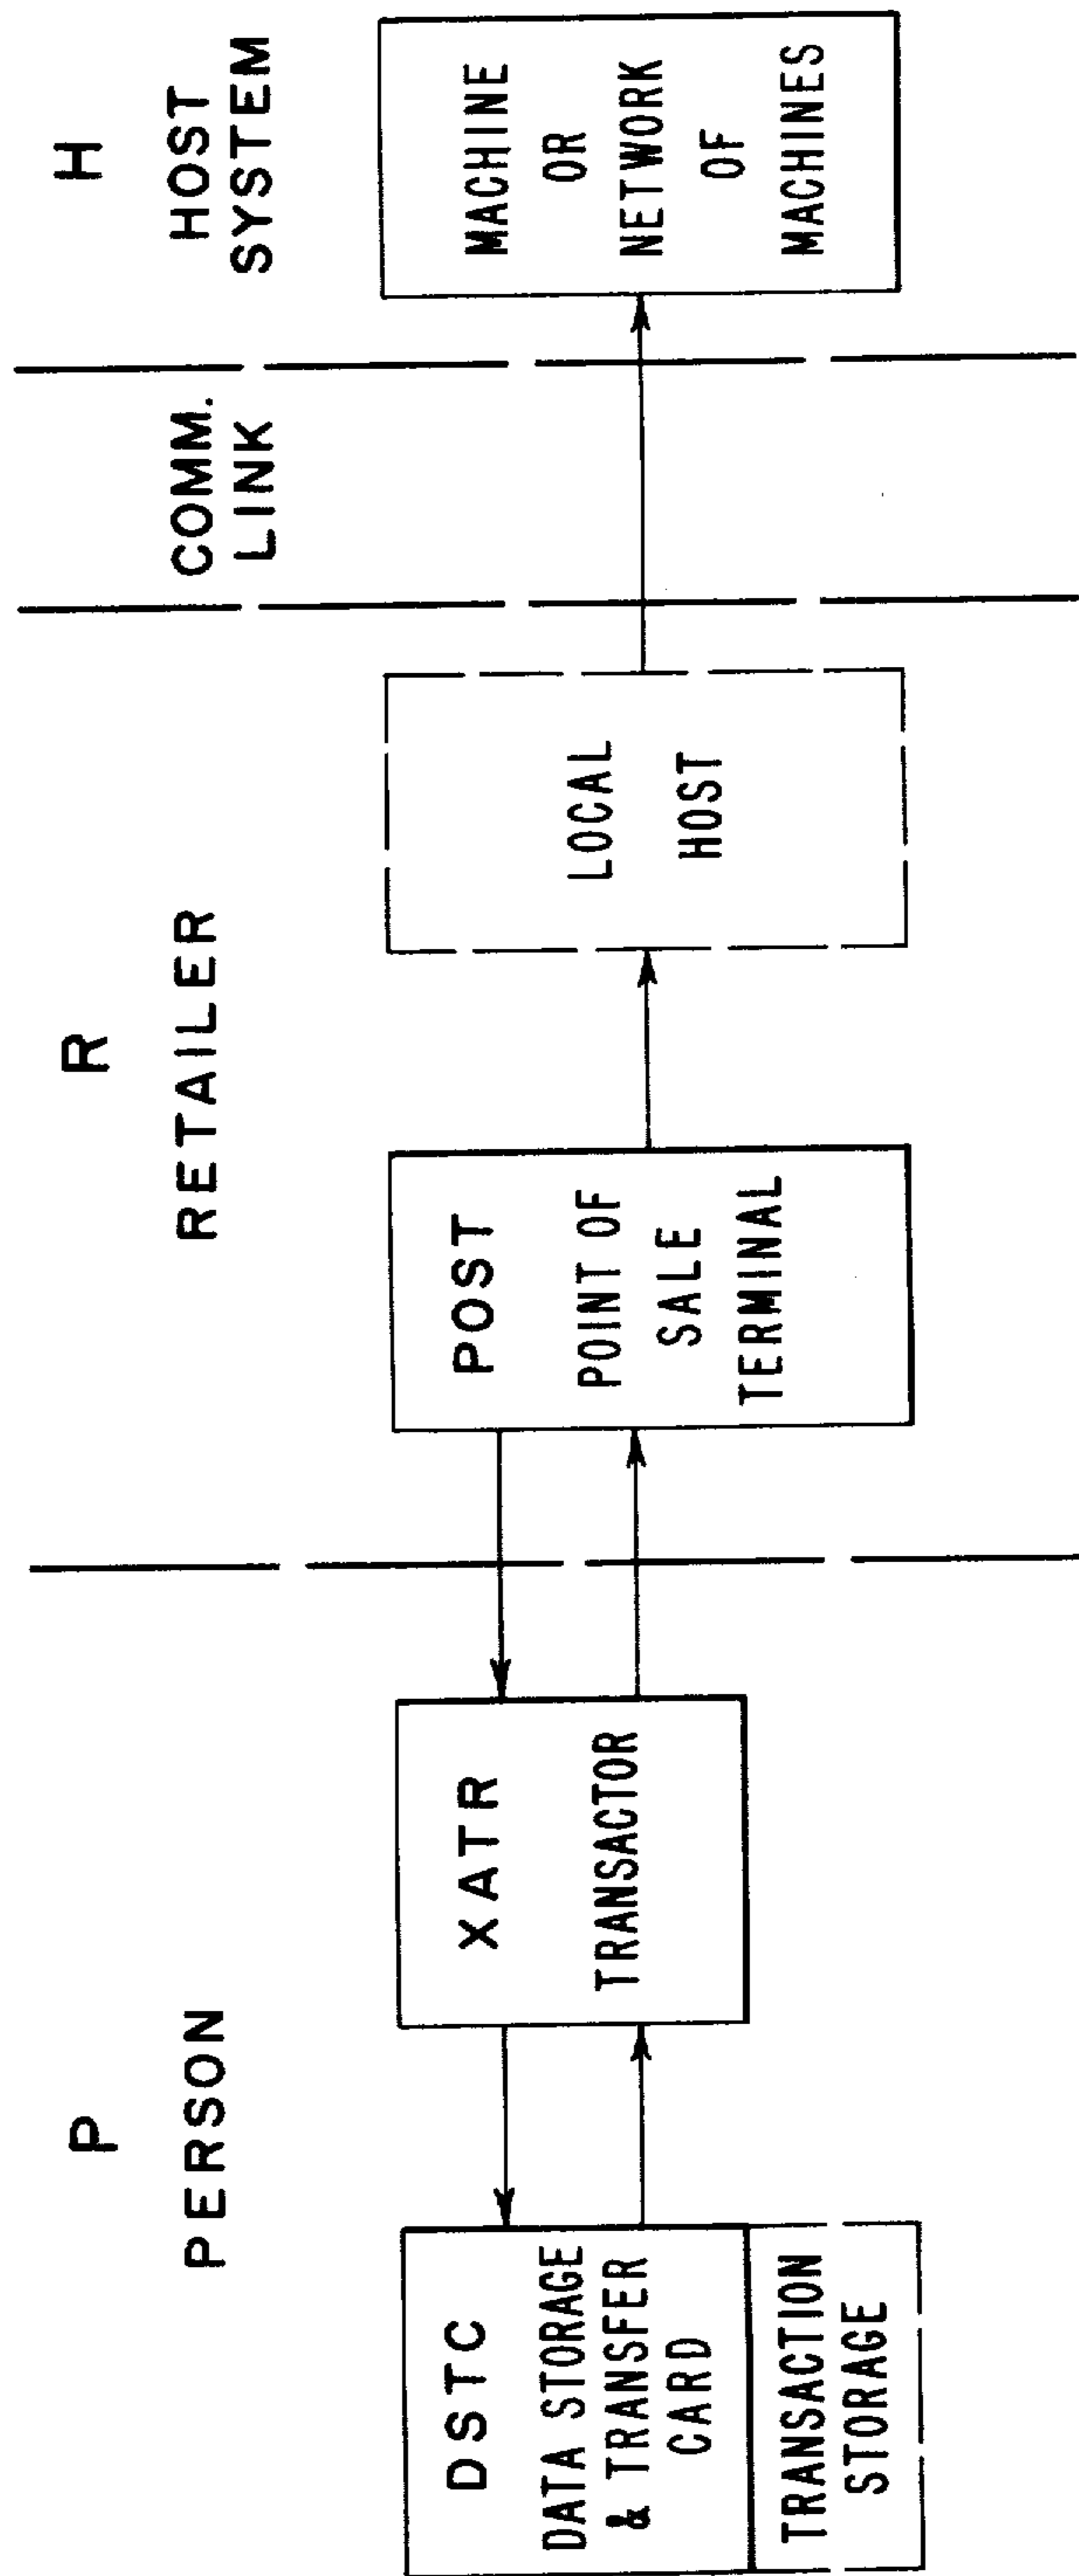 P
PERSON
R
RETAILER
COMM.
LINK
H
HOST
SYSTEM
DSTC
DATA STORAGE
& TRANSFER
CARD
TRANSACTION
STORAGE
XATR
TRANSACTOR
POST
POINT OF
SALE
TERMINAL
LOCAL
HOST
MACHINE
OR
NETWORK
OF
MACHINES